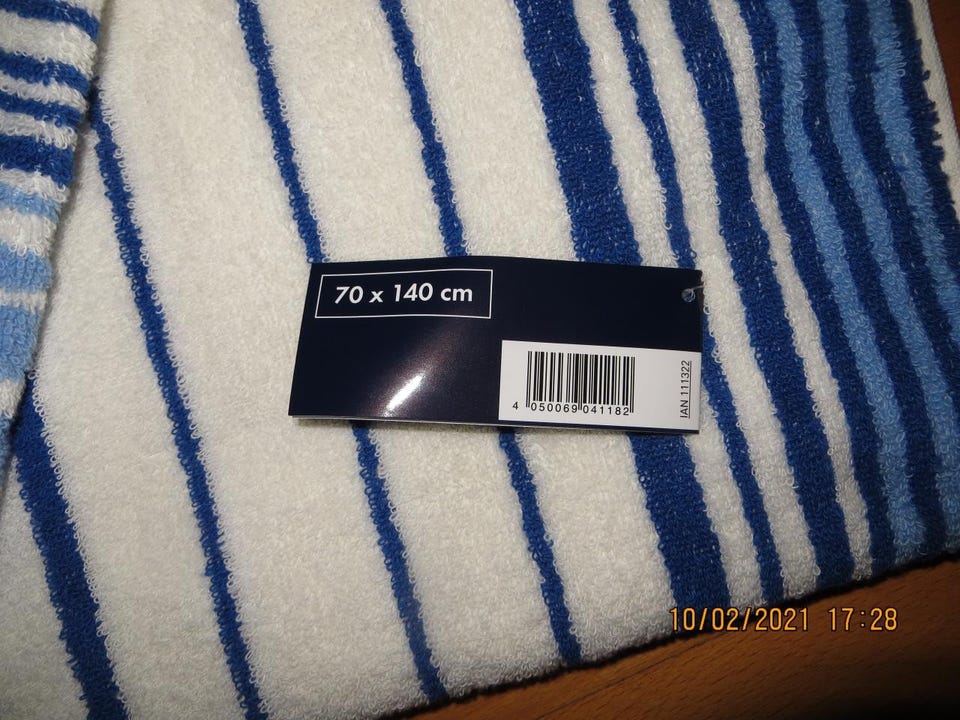 70 x 140 cm
4 050069 041182
IAN 111322
10/02/2021 17:28